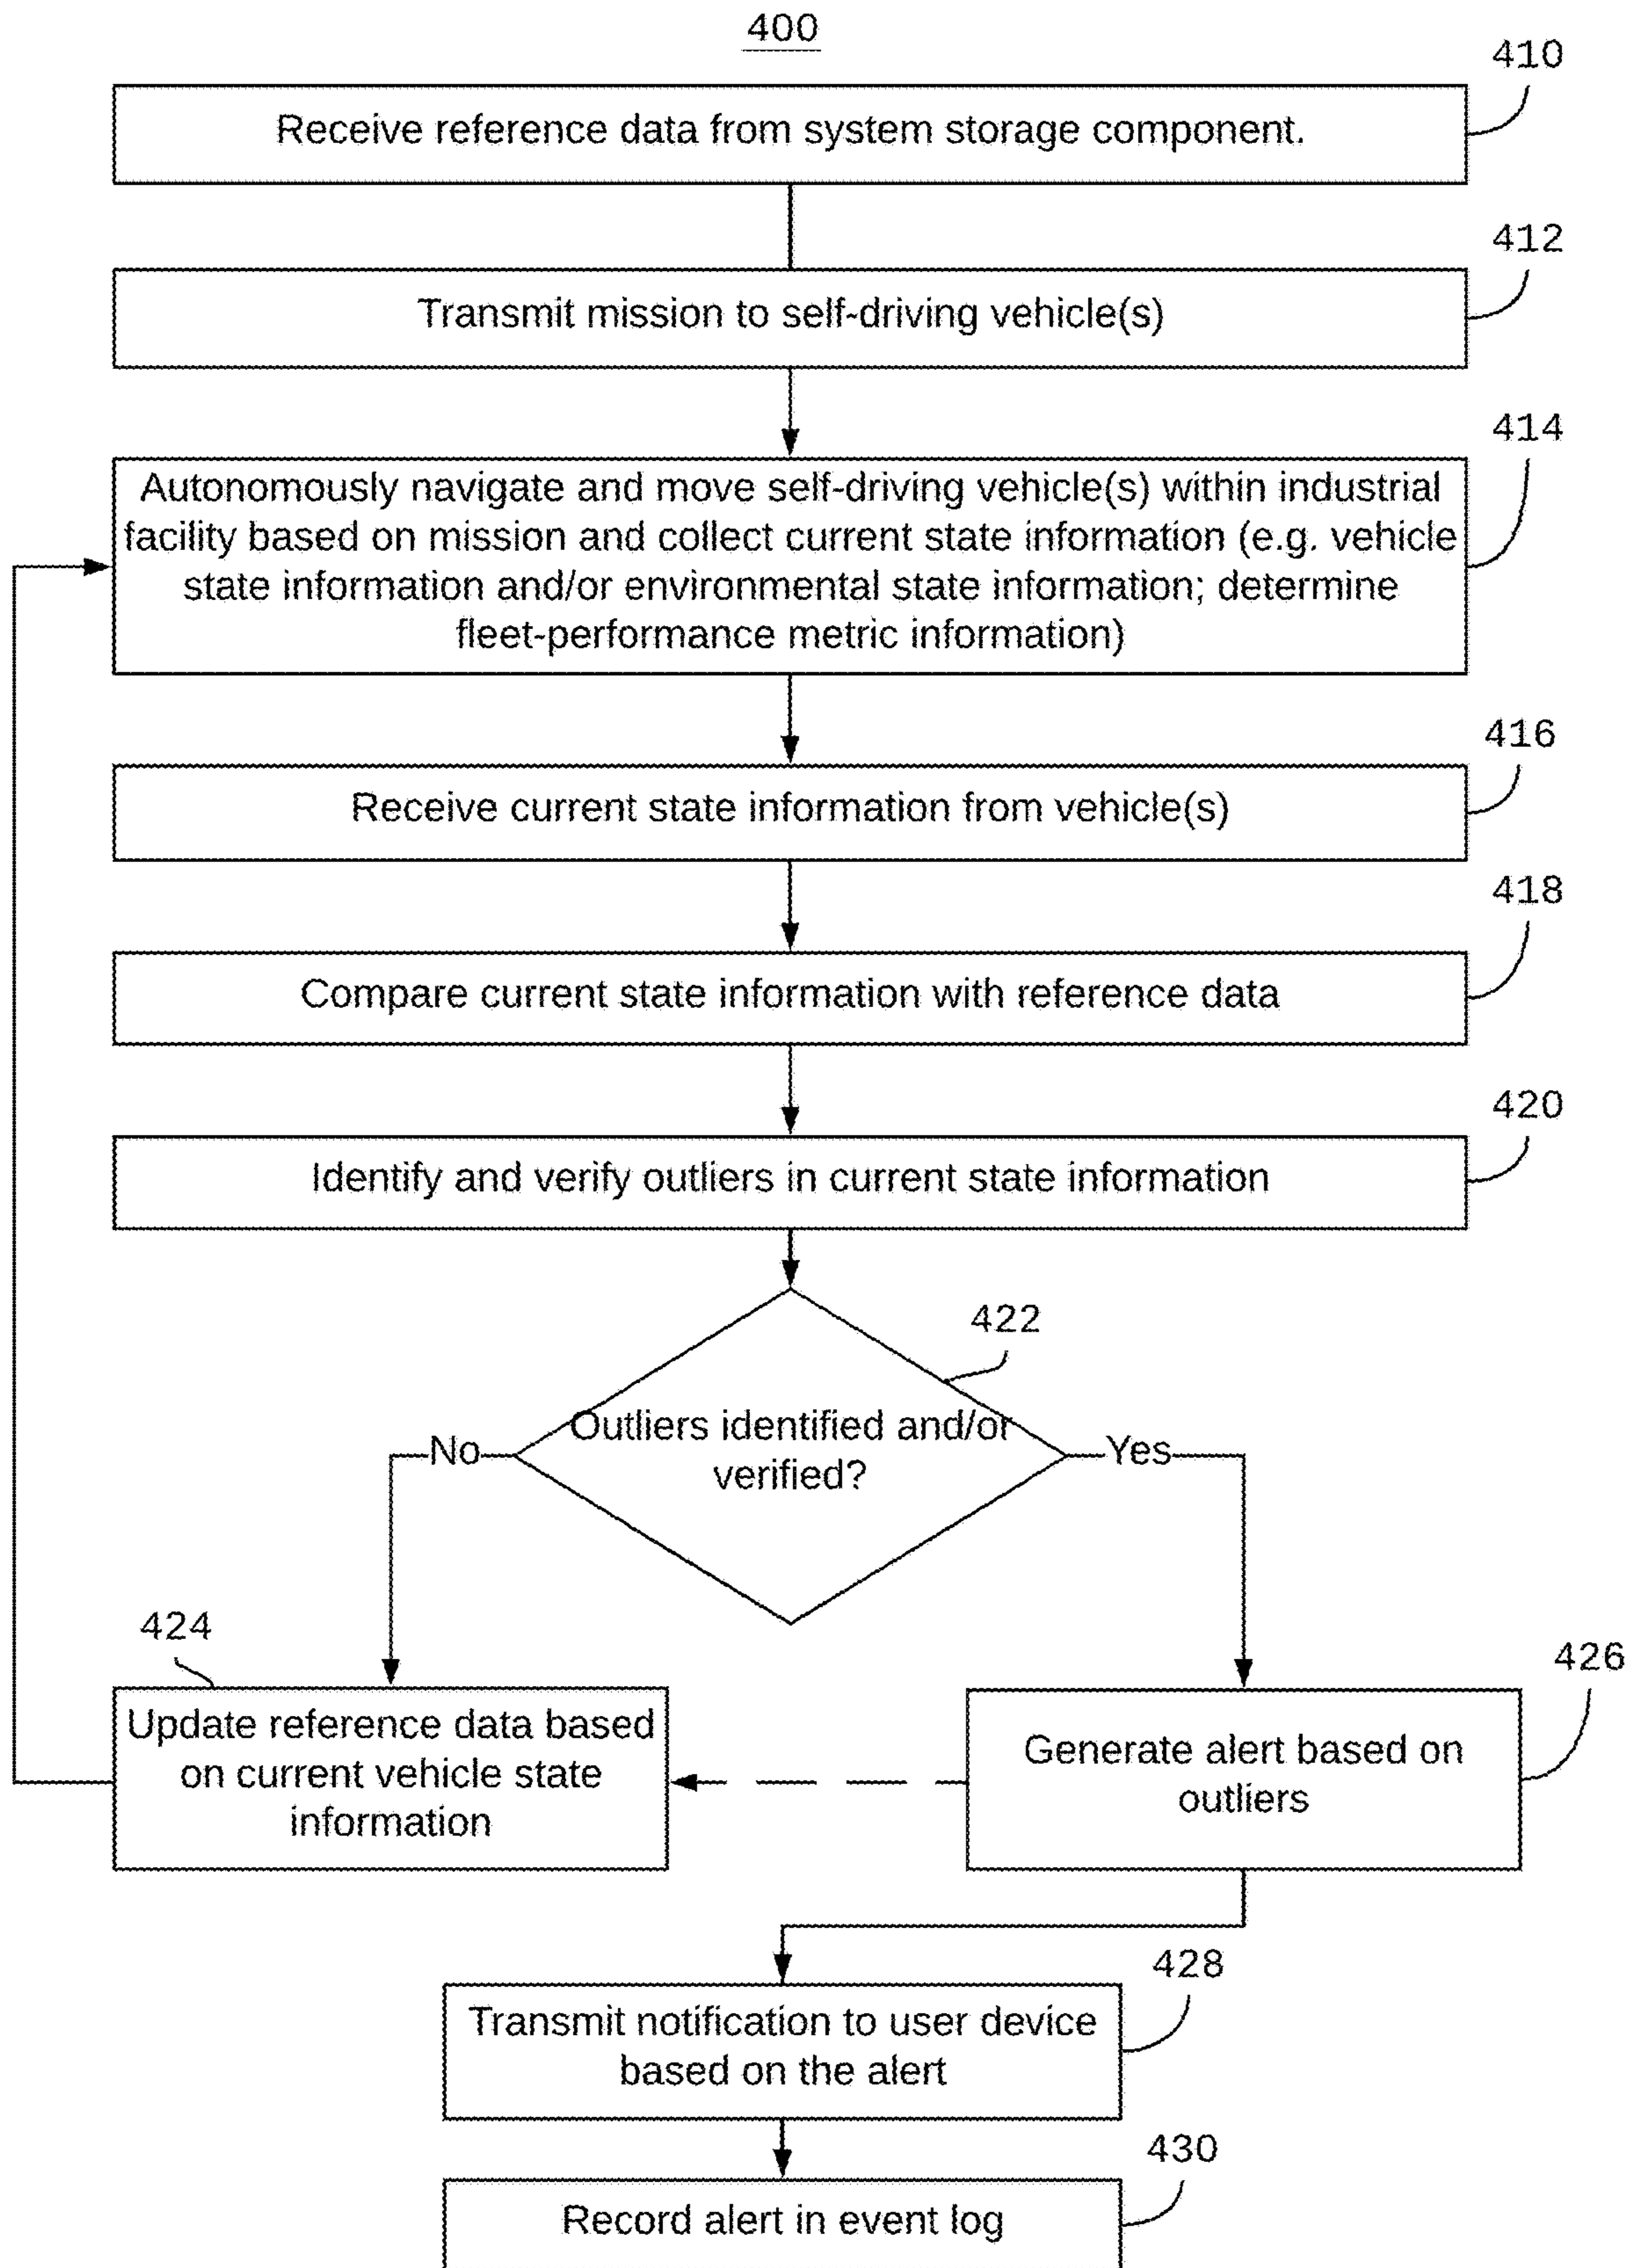 400
410
Receive reference data from system storage component.
412
Transmit mission to self-driving vehicle(s)
414
Autonomously navigate and move self-driving vehicle(s) within industrial
facility based on mission and collect current state information (e.g. vehicle
state information and/or environmental state information; determine
fleet-performance metric information)
416
Receive current state information from vehicle(s)
418
Compare current state information with reference data
420
Identify and verify outliers in current state information
422
Outliers identified and/or
verified?
No
Yes
424
Update reference data based
on current vehicle state
information
426
Generate alert based on
outliers
428
Transmit notification to user device
based on the alert
430
Record alert in event log